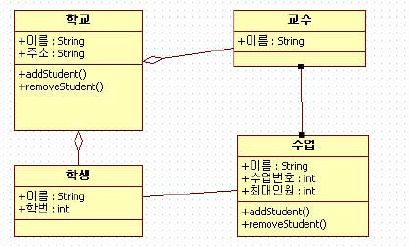 학교
+이름 : String
+주소 : String
+addStudent()
+removeStudent()
교수
+이름 : String
학생
+이름 : String
+학번 : int
수업
+이름 : String
+수업번호 : int
+최대인원 : int
+addStudent()
+removeStudent()